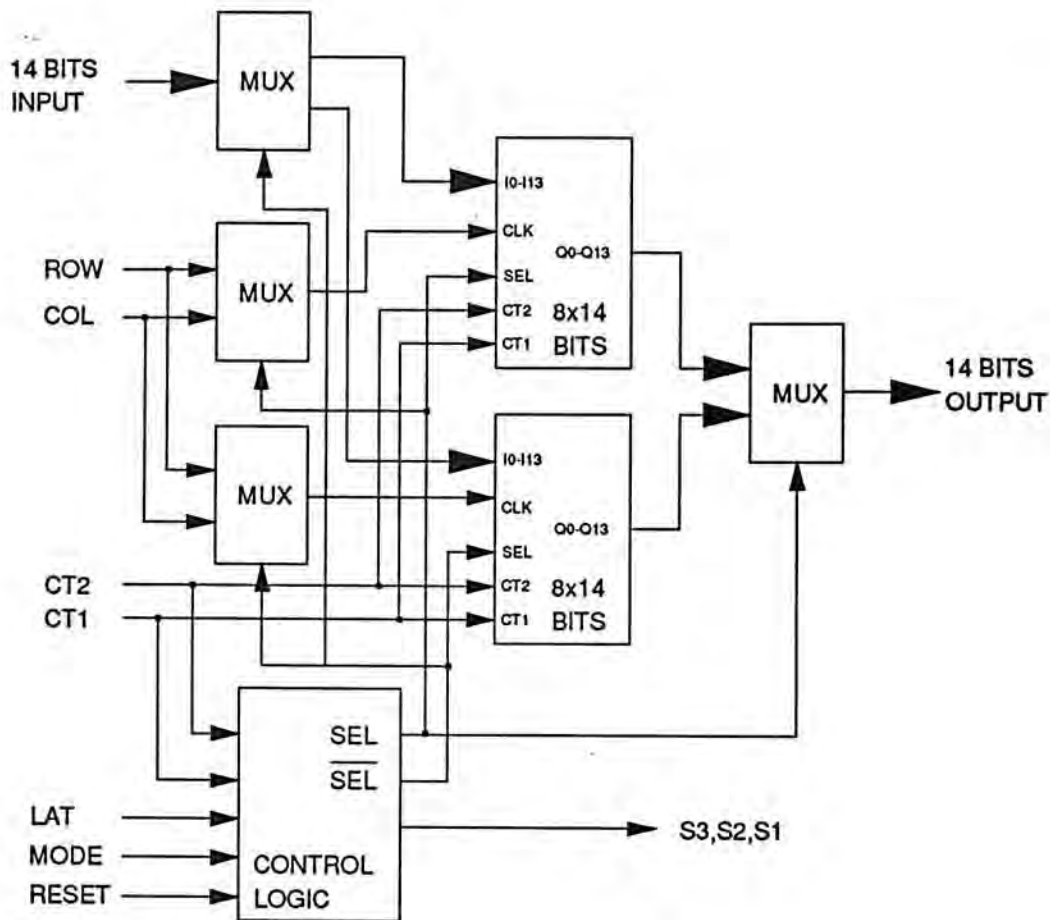 14 BITS
INPUT
MUX
ROW
COL
MUX
MUX
I0-I13
CLK
SEL
CT2
CT1
Q0-Q13
8x14
BITS
I0-I13
CLK
SEL
CT2
CT1
Q0-Q13
8x14
BITS
MUX
14 BITS
OUTPUT
CT2
CT1
LAT
MODE
RESET
SEL
S̅E̅L̅
CONTROL
LOGIC
S3,S2,S1